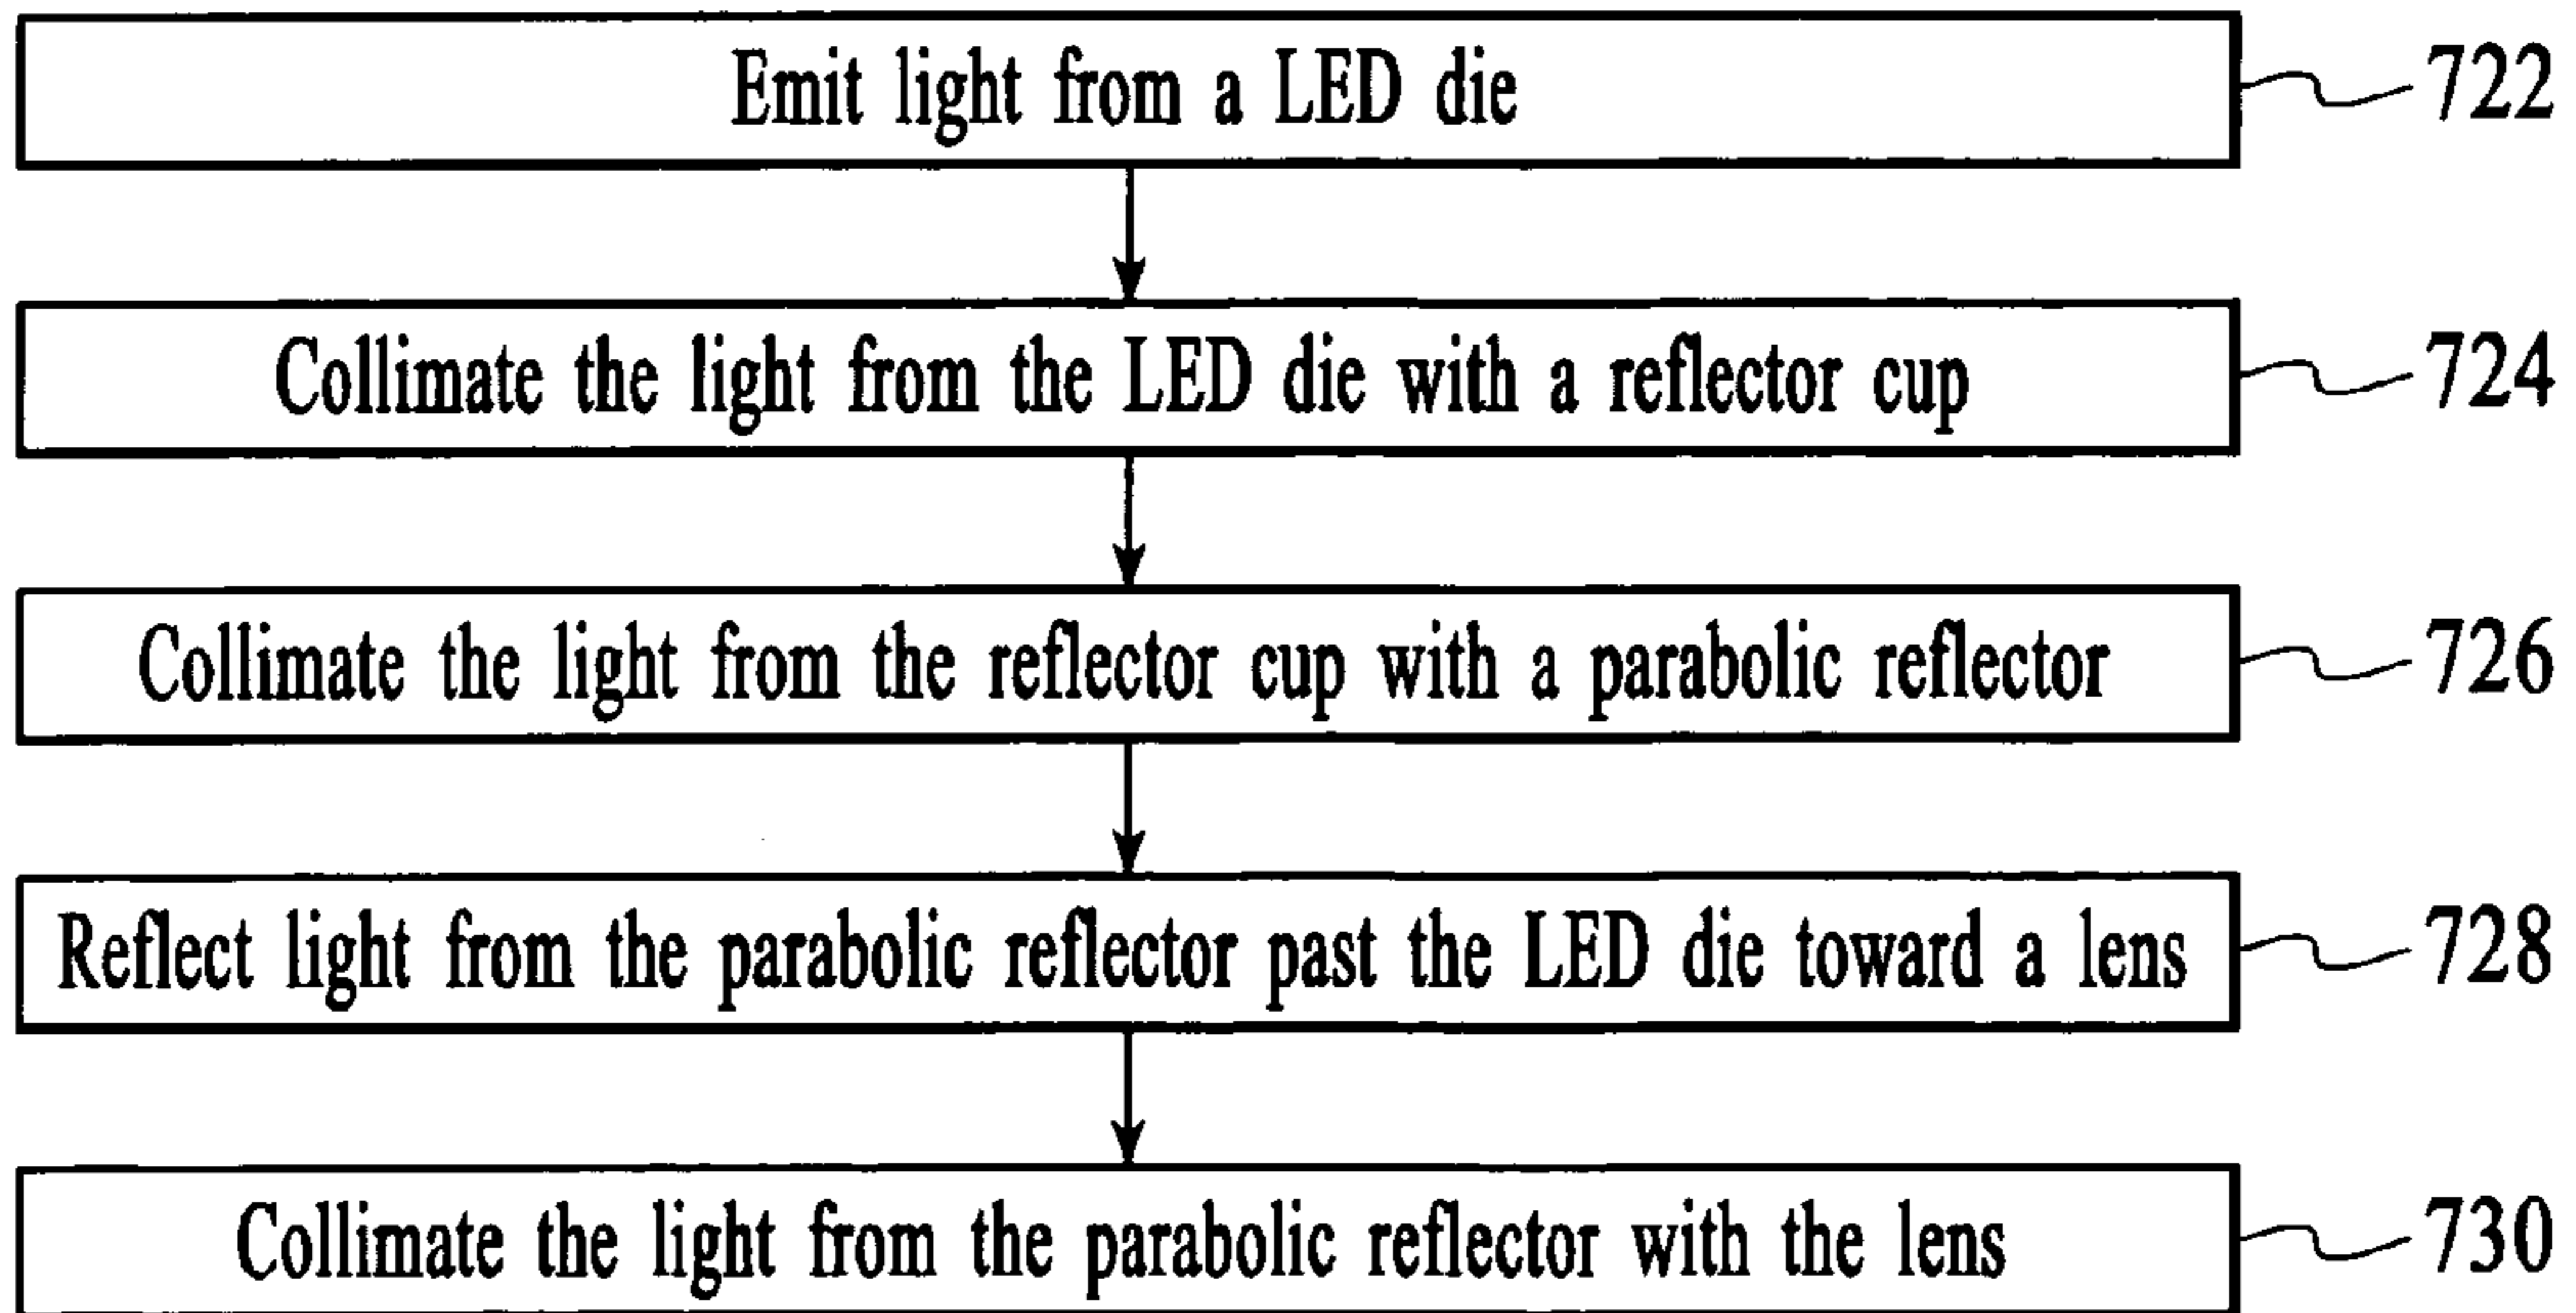 Emit light from a LED die 722
Collimate the light from the LED die with a reflector cup 724
Collimate the light from the reflector cup with a parabolic reflector 726
Reflect light from the parabolic reflector past the LED die toward a lens 728
Collimate the light from the parabolic reflector with the lens 730